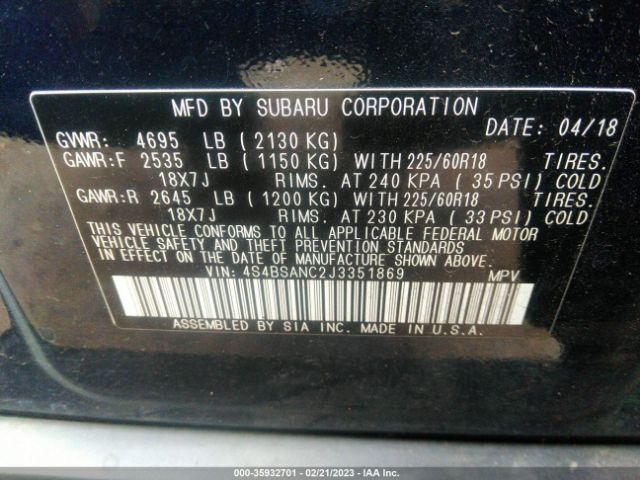 MFD BY SUBARU CORPORATION
DATE: 04/18
GVWR: 4695 LB ( 2130 KG)
GAWR:F 2535 LB ( 1150 KG) WITH 225/60R18 TIRES.
18X7J RIMS. AT 240 KPA ( 35 PSI) COLD
GAWR:R 2645 LB ( 1200 KG) WITH 225/60R18 TIRES.
18X7J RIMS. AT 230 KPA ( 33 PSI) COLD
THIS VEHICLE CONFORMS TO ALL APPLICABLE FEDERAL MOTOR
VEHICLE SAFETY AND THEFT PREVENTION STANDARDS
IN EFFECT ON THE DATE OF MANUFACTURE SHOWN ABOVE.
VIN: 4S4BSANC2J3351869 MPV
ASSEMBLED BY SIA INC. MADE IN U.S.A.
000-35932701 - 02/21/2023 - IAA Inc.